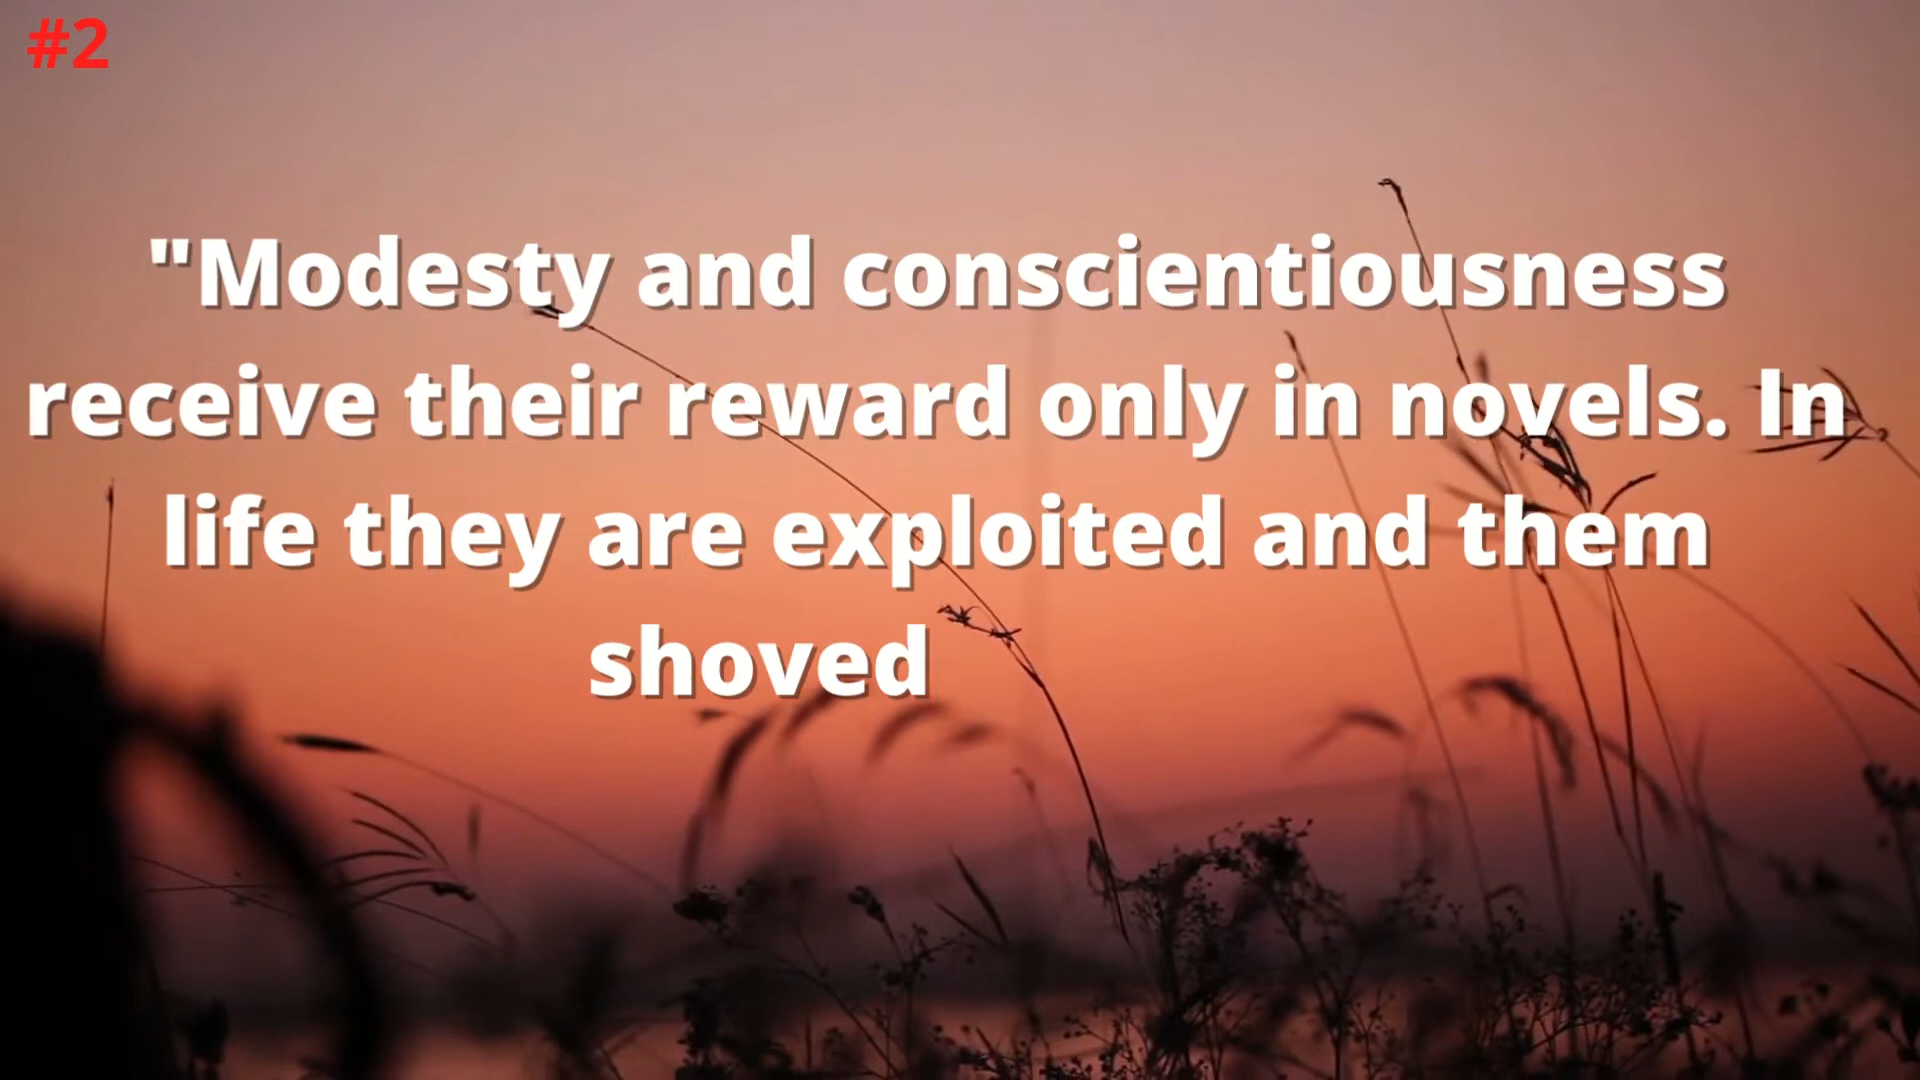 #2
"Modesty and conscientiousness
receive their reward only in novels. In
life they are exploited and them
shoved